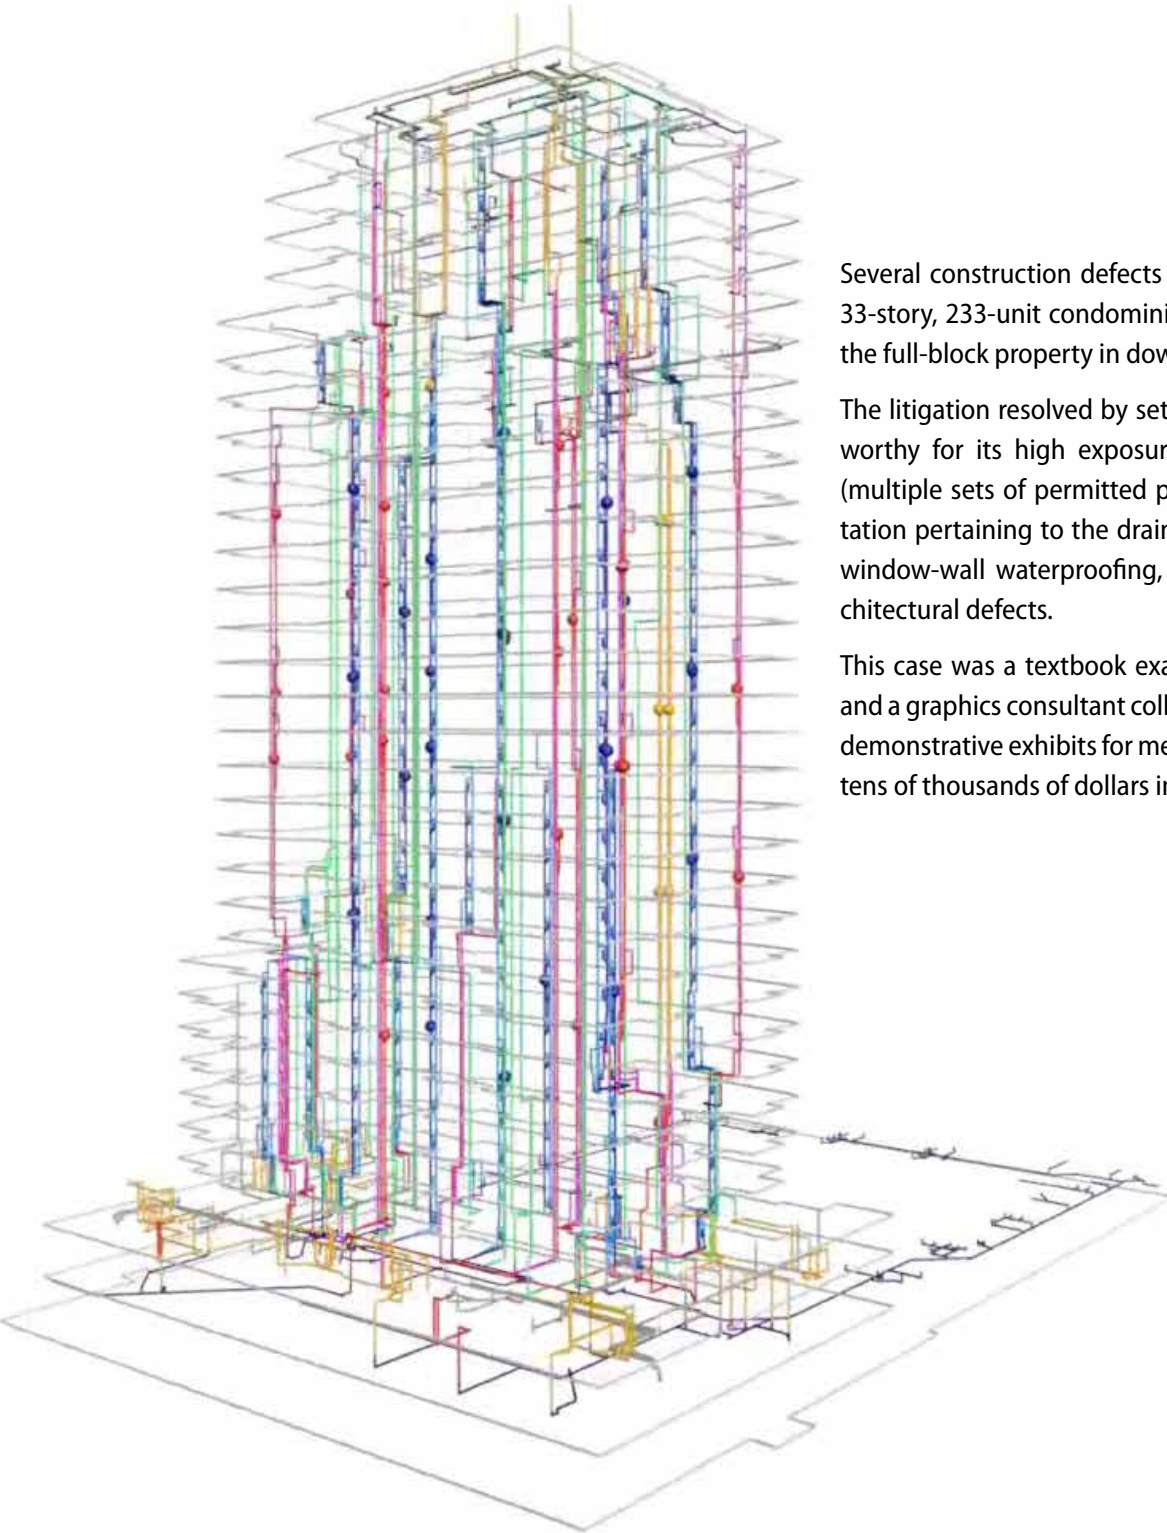 Several construction defects
33-story, 233-unit condomini
the full-block property in dow
The litigation resolved by set
worthy for its high exposur
(multiple sets of permitted p
tation pertaining to the drain
window-wall waterproofing,
chitectural defects.
This case was a textbook exa
and a graphics consultant coll
demonstrative exhibits for me
tens of thousands of dollars in